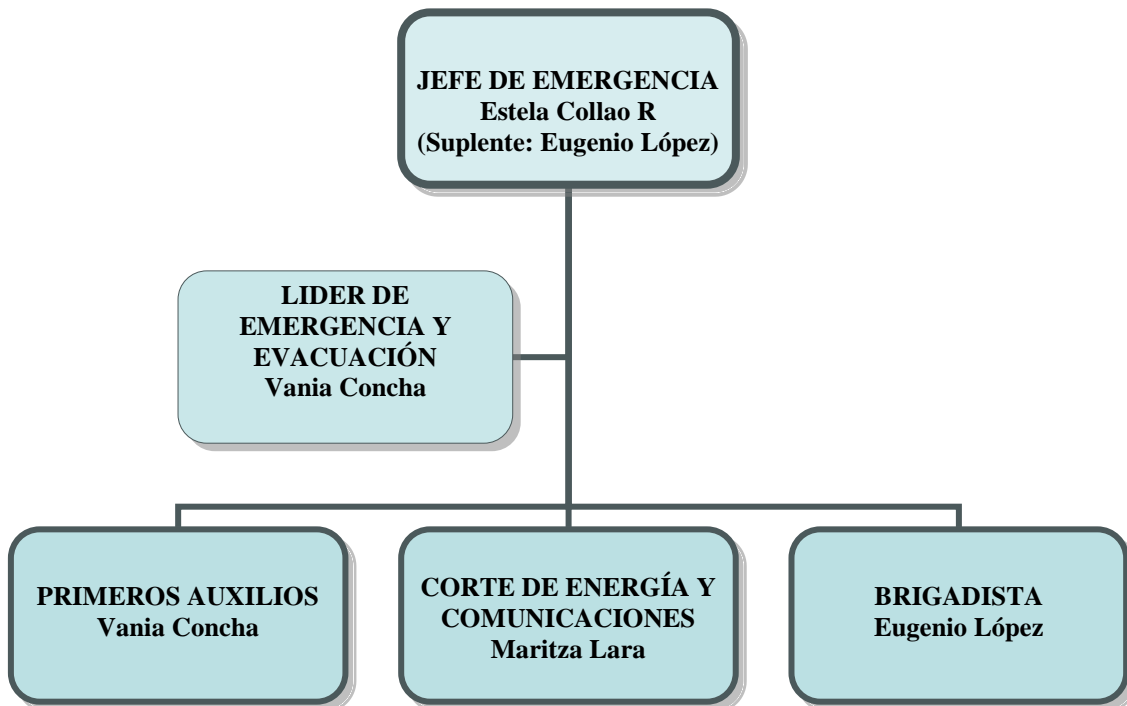 JEFE DE EMERGENCIA
Estela Collao R
(Suplente: Eugenio López)
LIDER DE
EMERGENCIA Y
EVACUACIÓN
Vania Concha
PRIMEROS AUXILIOS
Vania Concha
CORTE DE ENERGÍA Y
COMUNICACIONES
Maritza Lara
BRIGADISTA
Eugenio López